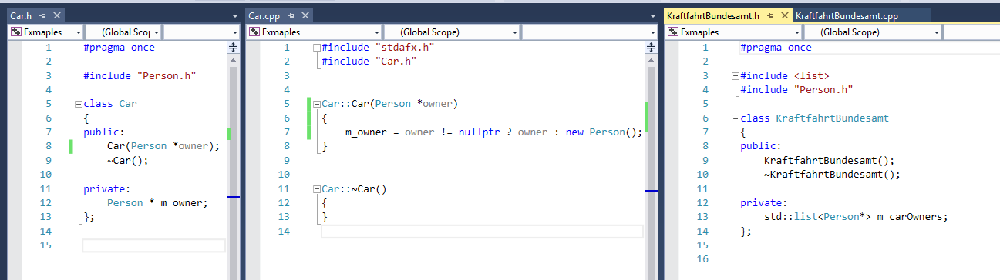 Car.h
Exmaples
(Global Scop
1 #pragma once
2
3 #include "Person.h"
4
5 class Car
6 {
7 public:
8 Car(Person *owner);
9 ~Car();
10
11 private:
12 Person * m_owner;
13 };
14
15
Car.cpp
Exmaples
(Global Scope)
1 #include "stdafx.h"
2 #include "Car.h"
3
4
5 Car::Car(Person *owner)
6 {
7 m_owner = owner != nullptr ? owner : new Person();
8 }
9
10
11 Car::~Car()
12 {
13 }
14
KraftfahrtBundesamt.h
KraftfahrtBundesamt.cpp
Exmaples
(Global Scope)
1 #pragma once
2
3 #include <list>
4 #include "Person.h"
5
6 class KraftfahrtBundesamt
7 {
8 public:
9 KraftfahrtBundesamt();
10 ~KraftfahrtBundesamt();
11
12 private:
13 std::list<Person*> m_carOwners;
14 };
15
16